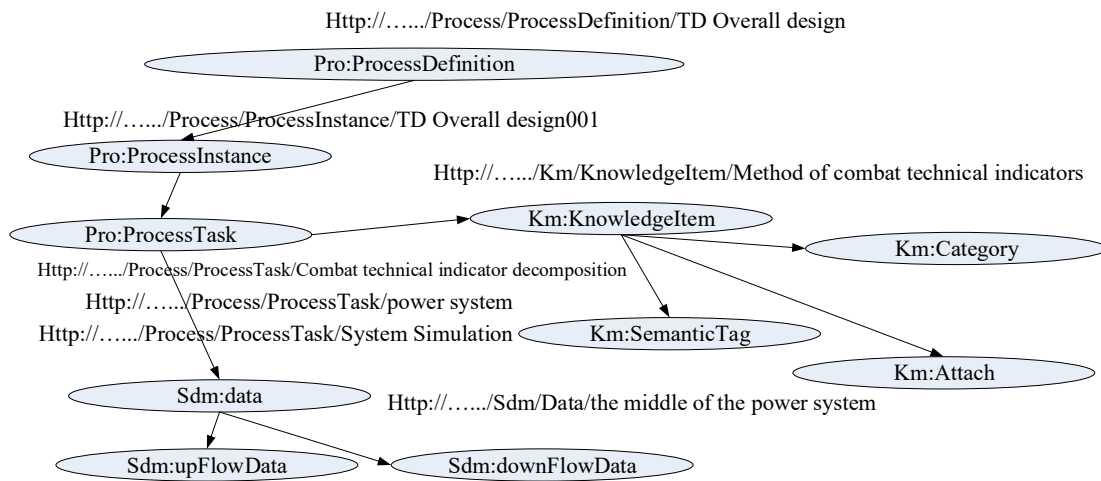 Http://….../Process/ProcessDefinition/TD Overall design
Pro:ProcessDefinition
Http://….../Process/ProcessInstance/TD Overall design001
Pro:ProcessInstance
Http://….../Km/KnowledgeItem/Method of combat technical indicators
Km:KnowledgeItem
Pro:ProcessTask
Km:Category
Http://….../Process/ProcessTask/Combat technical indicator decomposition
Http://….../Process/ProcessTask/power system
Http://….../Process/ProcessTask/System Simulation
Km:SemanticTag
Km:Attach
Sdm:data
Http://….../Sdm/Data/the middle of the power system
Sdm:upFlowData
Sdm:downFlowData